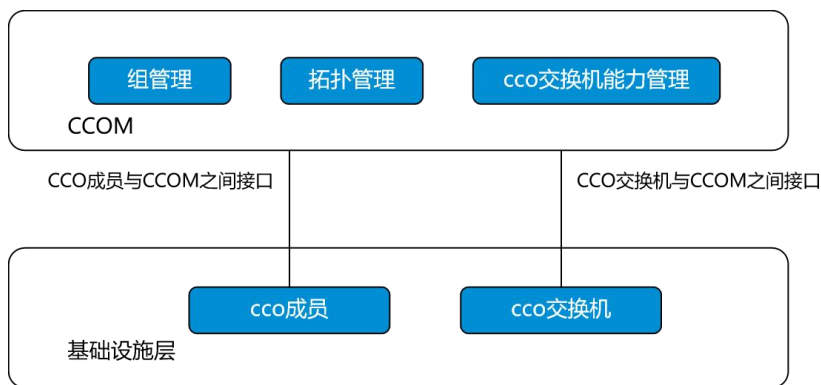 组管理
拓扑管理
cco交换机能力管理
CCOM
CCO成员与CCOM之间接口
CCO交换机与CCOM之间接口
cco成员
cco交换机
基础设施层